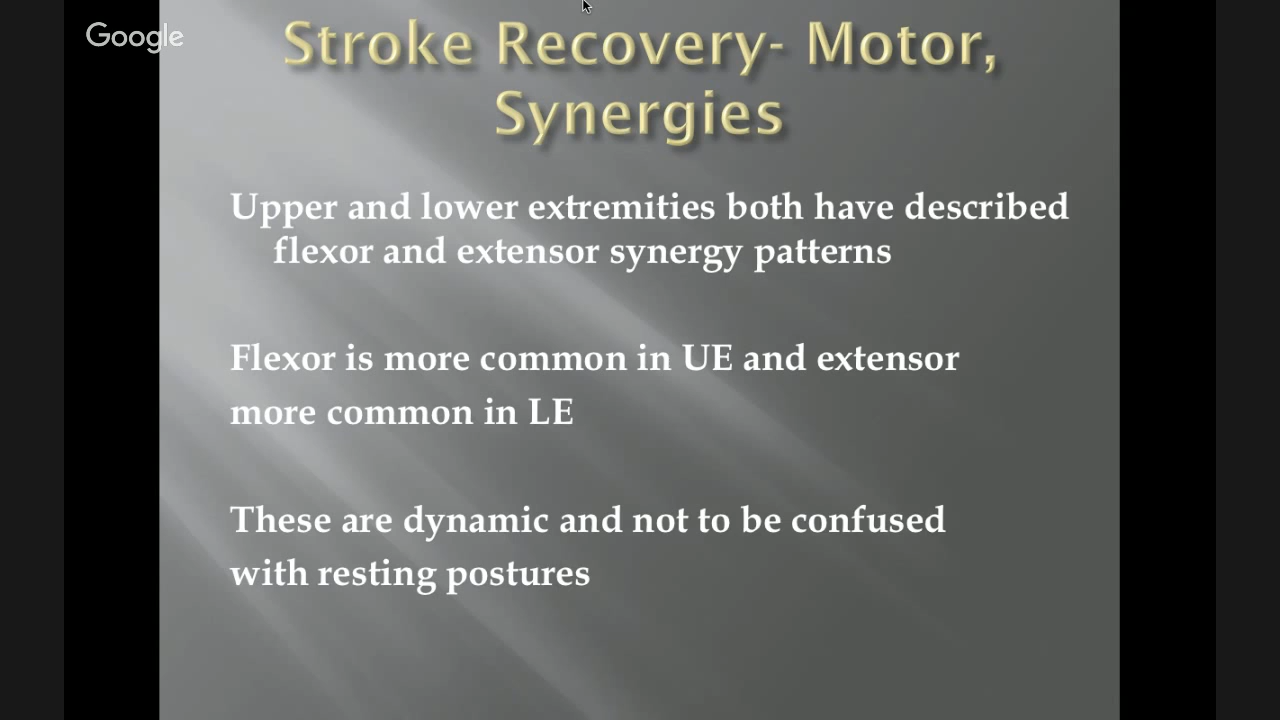 Google
Stroke Recovery- Motor,
Synergies
Upper and lower extremities both have described
flexor and extensor synergy patterns
Flexor is more common in UE and extensor
more common in LE
These are dynamic and not to be confused
with resting postures